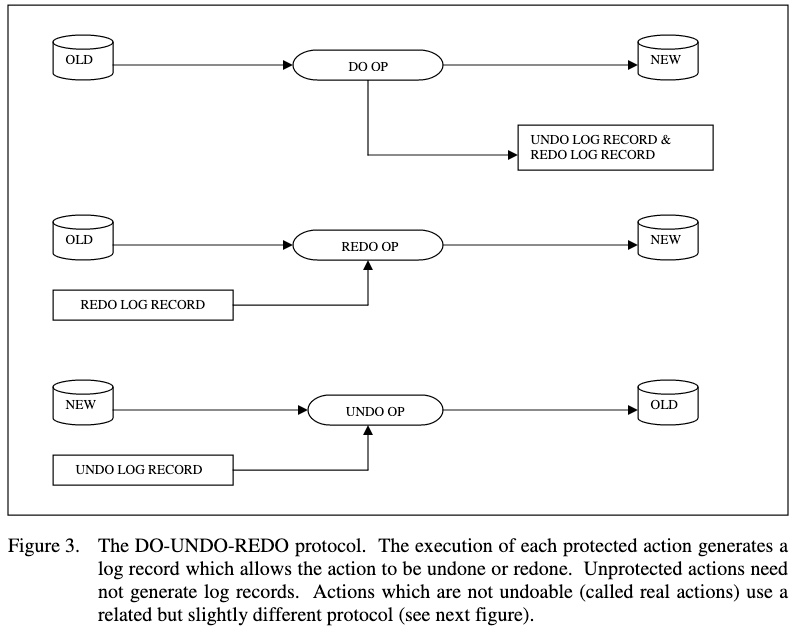 OLD
DO OP
NEW
UNDO LOG RECORD &
REDO LOG RECORD
OLD
REDO OP
NEW
REDO LOG RECORD
NEW
UNDO OP
OLD
UNDO LOG RECORD
Figure 3. The DO-UNDO-REDO protocol. The execution of each protected action generates a
log record which allows the action to be undone or redone. Unprotected actions need
not generate log records. Actions which are not undoable (called real actions) use a
related but slightly different protocol (see next figure).